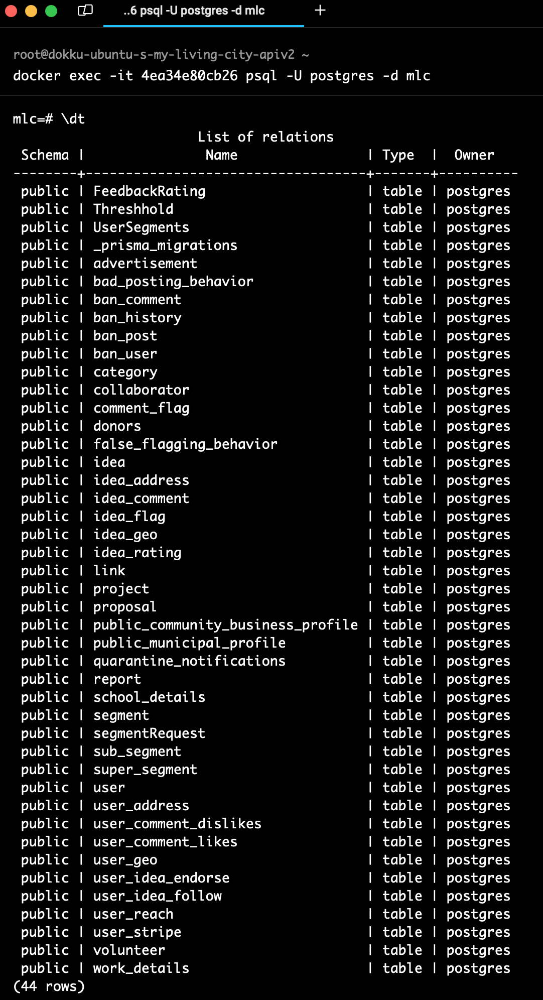 ..6 psql -U postgres -d mlc +
root@dokku-ubuntu-s-my-living-city-apiv2 ~
docker exec -it 4ea34e80cb26 psql -U postgres -d mlc
mlc=# \dt
                       List of relations
 Schema |               Name                | Type  |  Owner
--------+-----------------------------------+-------+----------
 public | FeedbackRating                    | table | postgres
 public | Threshhold                        | table | postgres
 public | UserSegments                      | table | postgres
 public | _prisma_migrations                | table | postgres
 public | advertisement                     | table | postgres
 public | bad_posting_behavior              | table | postgres
 public | ban_comment                       | table | postgres
 public | ban_history                       | table | postgres
 public | ban_post                          | table | postgres
 public | ban_user                          | table | postgres
 public | category                          | table | postgres
 public | collaborator                      | table | postgres
 public | comment_flag                      | table | postgres
 public | donors                            | table | postgres
 public | false_flagging_behavior           | table | postgres
 public | idea                              | table | postgres
 public | idea_address                      | table | postgres
 public | idea_comment                      | table | postgres
 public | idea_flag                         | table | postgres
 public | idea_geo                          | table | postgres
 public | idea_rating                       | table | postgres
 public | link                              | table | postgres
 public | project                           | table | postgres
 public | proposal                          | table | postgres
 public | public_community_business_profile | table | postgres
 public | public_municipal_profile          | table | postgres
 public | quarantine_notifications          | table | postgres
 public | report                            | table | postgres
 public | school_details                    | table | postgres
 public | segment                           | table | postgres
 public | segmentRequest                    | table | postgres
 public | sub_segment                       | table | postgres
 public | super_segment                     | table | postgres
 public | user                              | table | postgres
 public | user_address                      | table | postgres
 public | user_comment_dislikes             | table | postgres
 public | user_comment_likes                | table | postgres
 public | user_geo                          | table | postgres
 public | user_idea_endorse                 | table | postgres
 public | user_idea_follow                  | table | postgres
 public | user_reach                        | table | postgres
 public | user_stripe                       | table | postgres
 public | volunteer                         | table | postgres
 public | work_details                      | table | postgres
(44 rows)